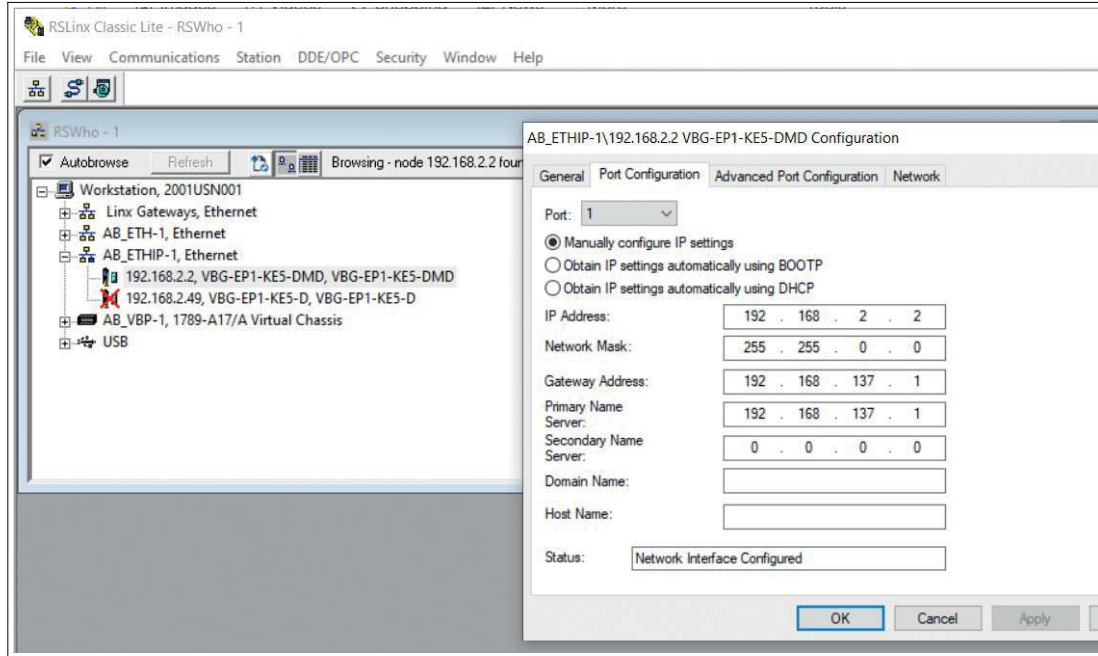 RSLinx Classic Lite - RSWho - 1
File View Communications Station DDE/OPC Security Window Help
RSWho - 1
Autobrowse Refresh Browsing - node 192.168.2.2 four
Workstation, 2001USN001
Linx Gateways, Ethernet
AB_ETH-1, Ethernet
AB_ETHIP-1, Ethernet
192.168.2.2, VBG-EP1-KE5-DMD, VBG-EP1-KE5-DMD
192.168.2.49, VBG-EP1-KE5-D, VBG-EP1-KE5-D
AB_VBP-1, 1789-A17/A Virtual Chassis
USB
AB_ETHIP-1\192.168.2.2 VBG-EP1-KE5-DMD Configuration
General Port Configuration Advanced Port Configuration Network
Port: 1
Manually configure IP settings
Obtain IP settings automatically using BOOTP
Obtain IP settings automatically using DHCP
IP Address: 192 . 168 . 2 . 2
Network Mask: 255 . 255 . 0 . 0
Gateway Address: 192 . 168 . 137 . 1
Primary Name
Server: 192 . 168 . 137 . 1
Secondary Name
Server: 0 . 0 . 0 . 0
Domain Name:
Host Name:
Status: Network Interface Configured
OK Cancel Apply